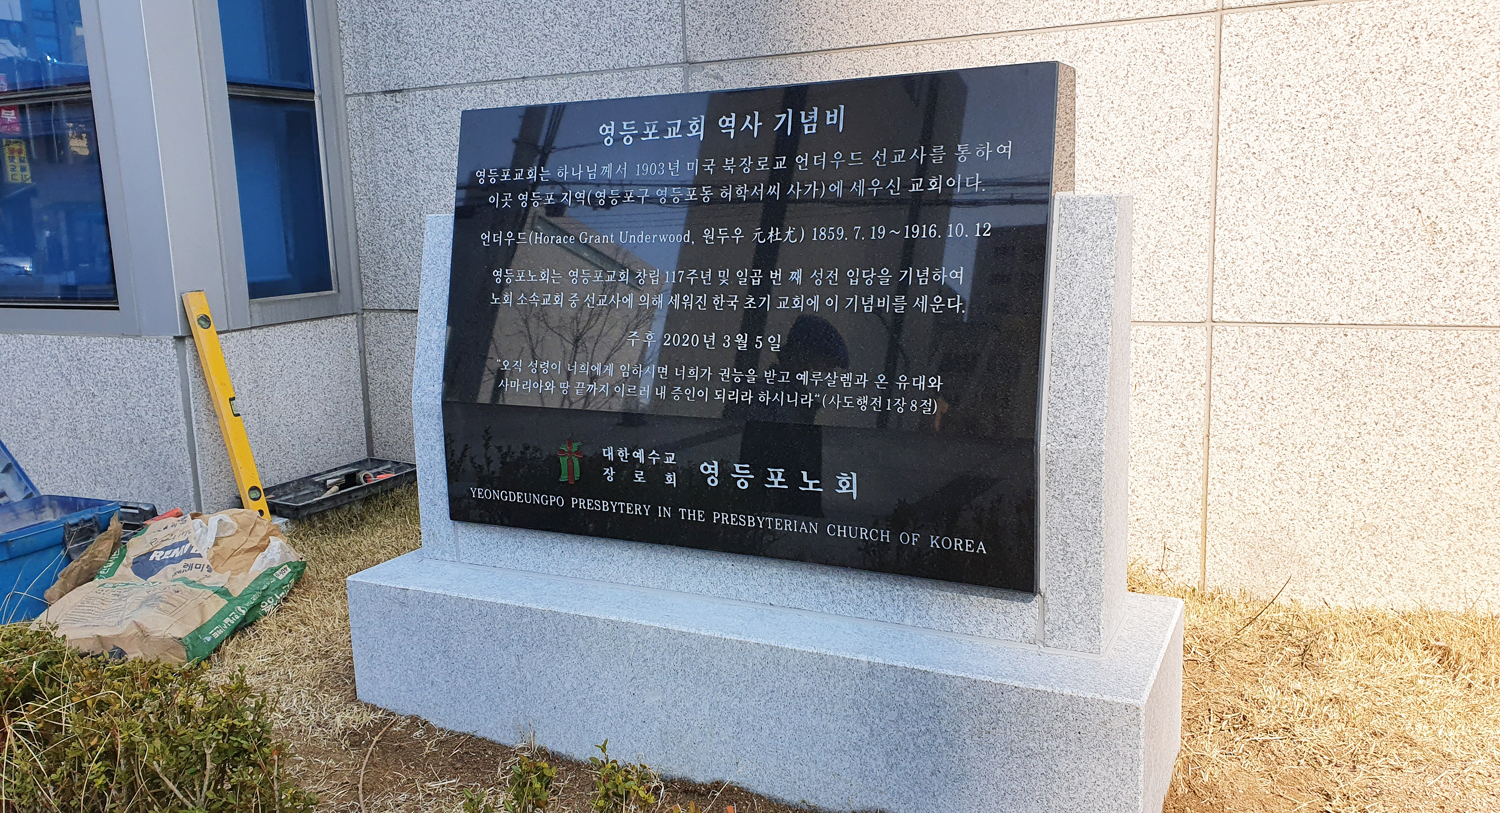 영등포교회 역사 기념비
영등포교회는 하나님께서 1903년 미국 북장로교 언더우드 선교사를 통하여
이곳 영등포 지역(영등포구 영등포동 허학서씨 사가)에 세우신 교회이다.
언더우드(Horace Grant Underwood, 원두우 元杜尤) 1859. 7. 19~1916. 10. 12
영등포노회는 영등포교회 창립 117주년 및 일곱 번 째 성전 입당을 기념하여
노회 소속교회 중 선교사에 의해 세워진 한국 초기 교회에 이 기념비를 세운다.
주후 2020년 3월 5일
"오직 성령이 너희에게 임하시면 너희가 권능을 받고 예루살렘과 온 유대와
사마리아와 땅 끝까지 이르러 내 증인이 되리라 하시니라"(사도행전 1장 8절)
대한예수교
장로회 영등포노회
YEONGDEUNGPO PRESBYTERY IN THE PRESBYTERIAN CHURCH OF KOREA